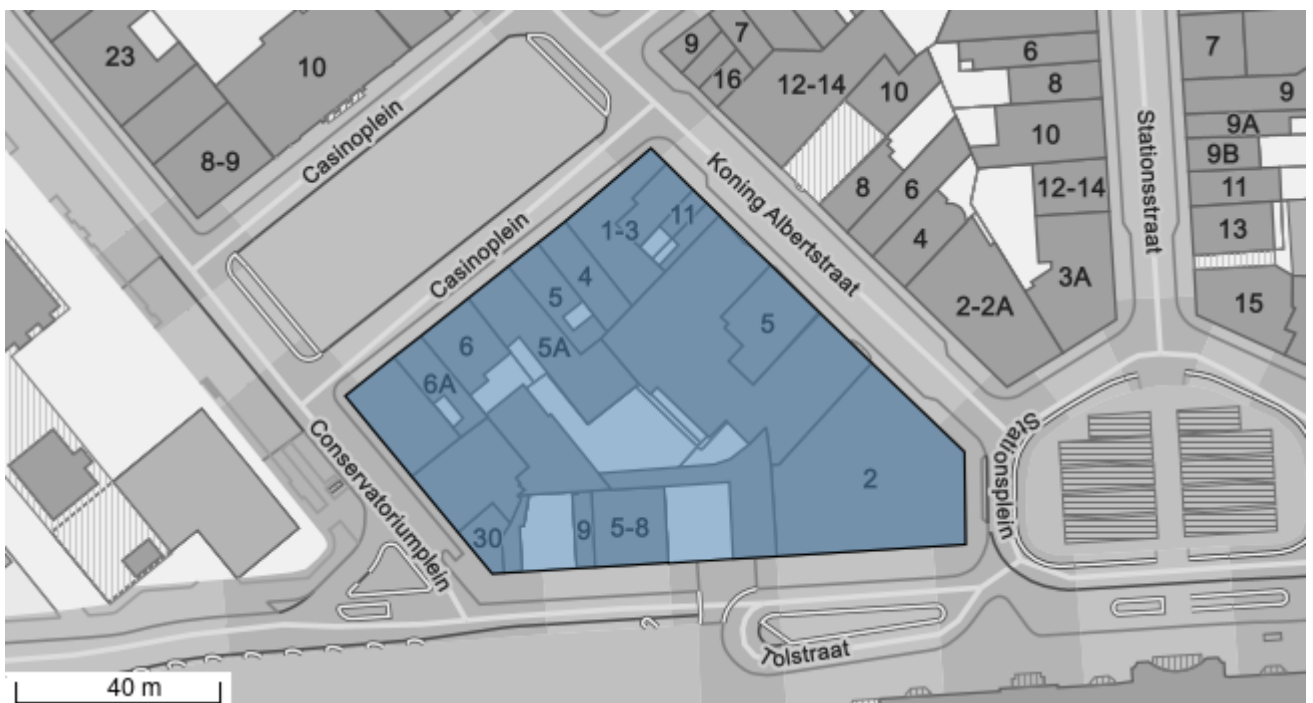 23
10
8-9
Casinoplein
Casinoplein
9
7
16
12-14
10
8
6
4
2-2A
6
8
10
12-14
3A
Stationsstraat
7
9
9A
9B
11
13
15
Koning Albertstraat
1-3
11
4
5
5A
6
6A
5
2
30
9
5-8
Conservatoriumplein
Stationsplein
Tolstraat
40 m